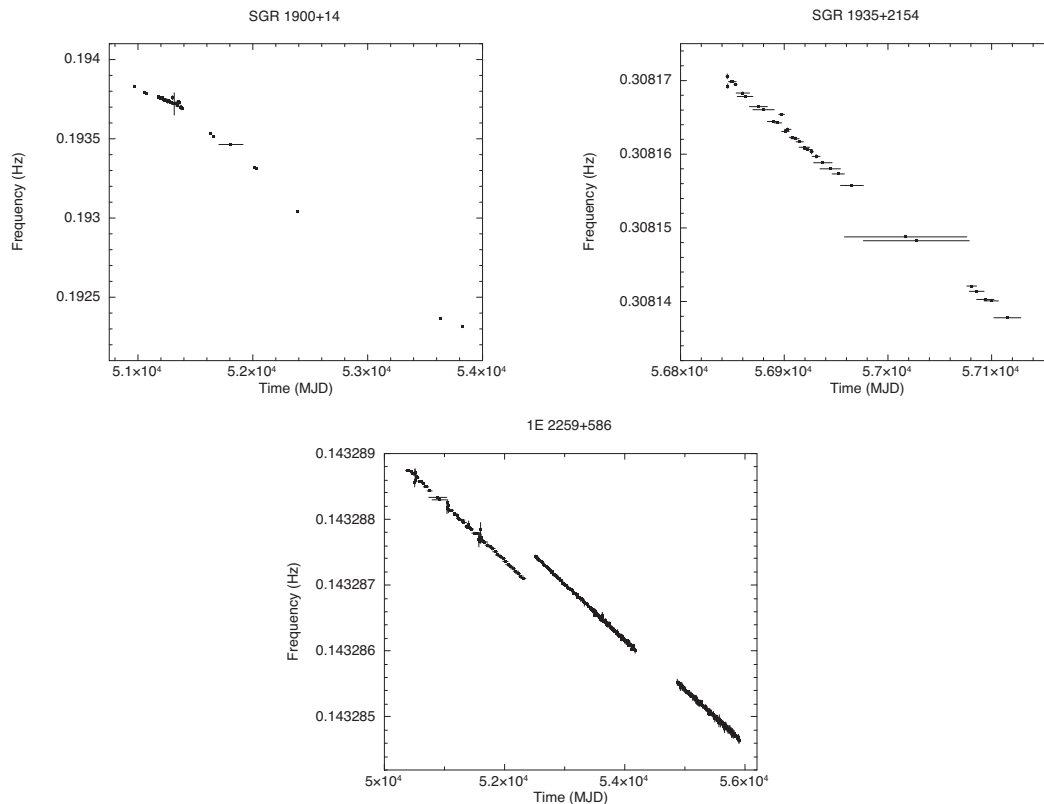 SGR 1900+14
0.194
0.1935
0.193
0.1925
Frequency (Hz)
5.1×10⁴
5.2×10⁴
5.3×10⁴
5.4×10⁴
Time (MJD)
SGR 1935+2154
0.30817
0.30816
0.30815
0.30814
Frequency (Hz)
5.68×10⁴
5.69×10⁴
5.7×10⁴
5.71×10⁴
Time (MJD)
1E 2259+586
0.143289
0.143288
0.143287
0.143286
0.143285
Frequency (Hz)
5×10⁴
5.2×10⁴
5.4×10⁴
5.6×10⁴
Time (MJD)